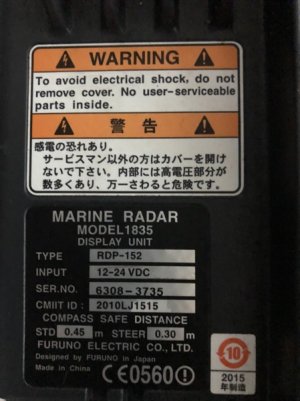 WARNING
To avoid electrical shock, do not
remove cover. No user-serviceable
parts inside.
警告
感電の恐れあり。
サービスマン以外の方はカバーを開け
ないで下さい。内部には高電圧部分が
数多くあり、万一さわると危険です。
MARINE RADAR
MODEL1835
DISPLAY UNIT
TYPE RDP-152
INPUT 12-24 VDC
SER.NO. 6308-3735
CMIIT ID: 2010LJ1515
COMPASS SAFE DISTANCE
STD 0.45 m STEER 0.30 m
FURUNO ELECTRIC CO., LTD.
Designed by FURUNO in Japan
Made in China CE0560
10
2015
年制造